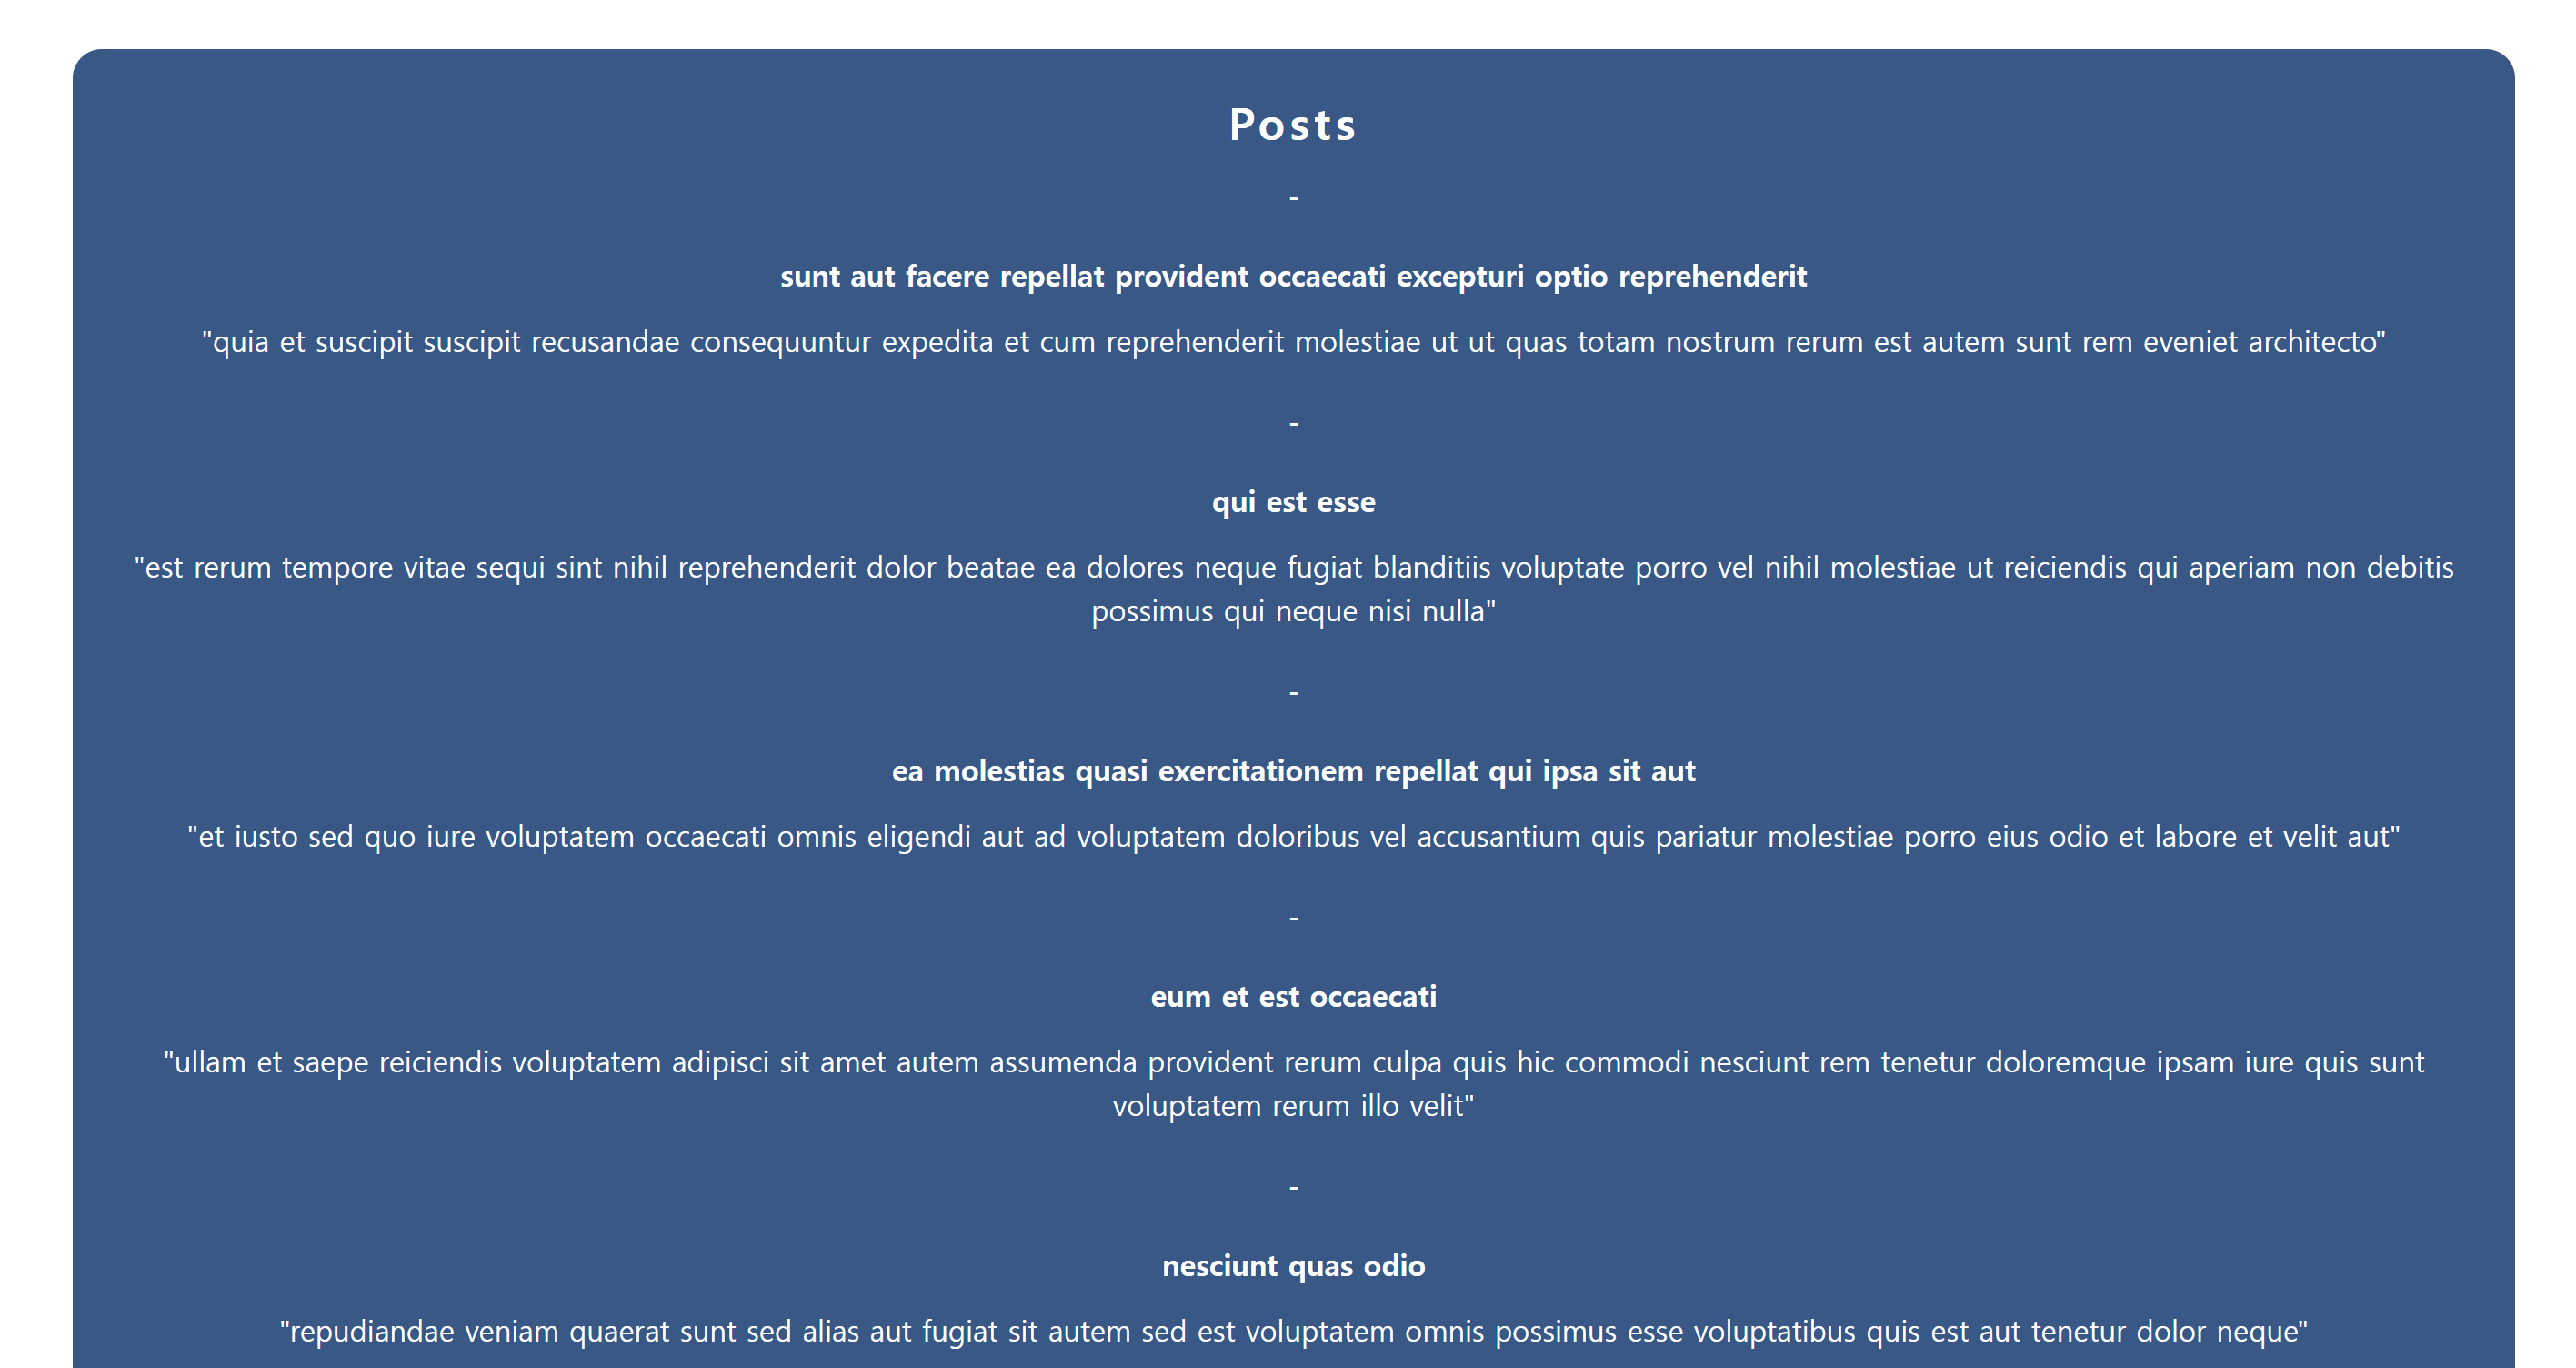 Posts
-
sunt aut facere repellat provident occaecati excepturi optio reprehenderit
"quia et suscipit suscipit recusandae consequuntur expedita et cum reprehenderit molestiae ut ut quas totam nostrum rerum est autem sunt rem eveniet architecto"
-
qui est esse
"est rerum tempore vitae sequi sint nihil reprehenderit dolor beatae ea dolores neque fugiat blanditiis voluptate porro vel nihil molestiae ut reiciendis qui aperiam non debitis
possimus qui neque nisi nulla"
-
ea molestias quasi exercitationem repellat qui ipsa sit aut
"et iusto sed quo iure voluptatem occaecati omnis eligendi aut ad voluptatem doloribus vel accusantium quis pariatur molestiae porro eius odio et labore et velit aut"
-
eum et est occaecati
"ullam et saepe reiciendis voluptatem adipisci sit amet autem assumenda provident rerum culpa quis hic commodi nesciunt rem tenetur doloremque ipsam iure quis sunt
voluptatem rerum illo velit"
-
nesciunt quas odio
"repudiandae veniam quaerat sunt sed alias aut fugiat sit autem sed est voluptatem omnis possimus esse voluptatibus quis est aut tenetur dolor neque"